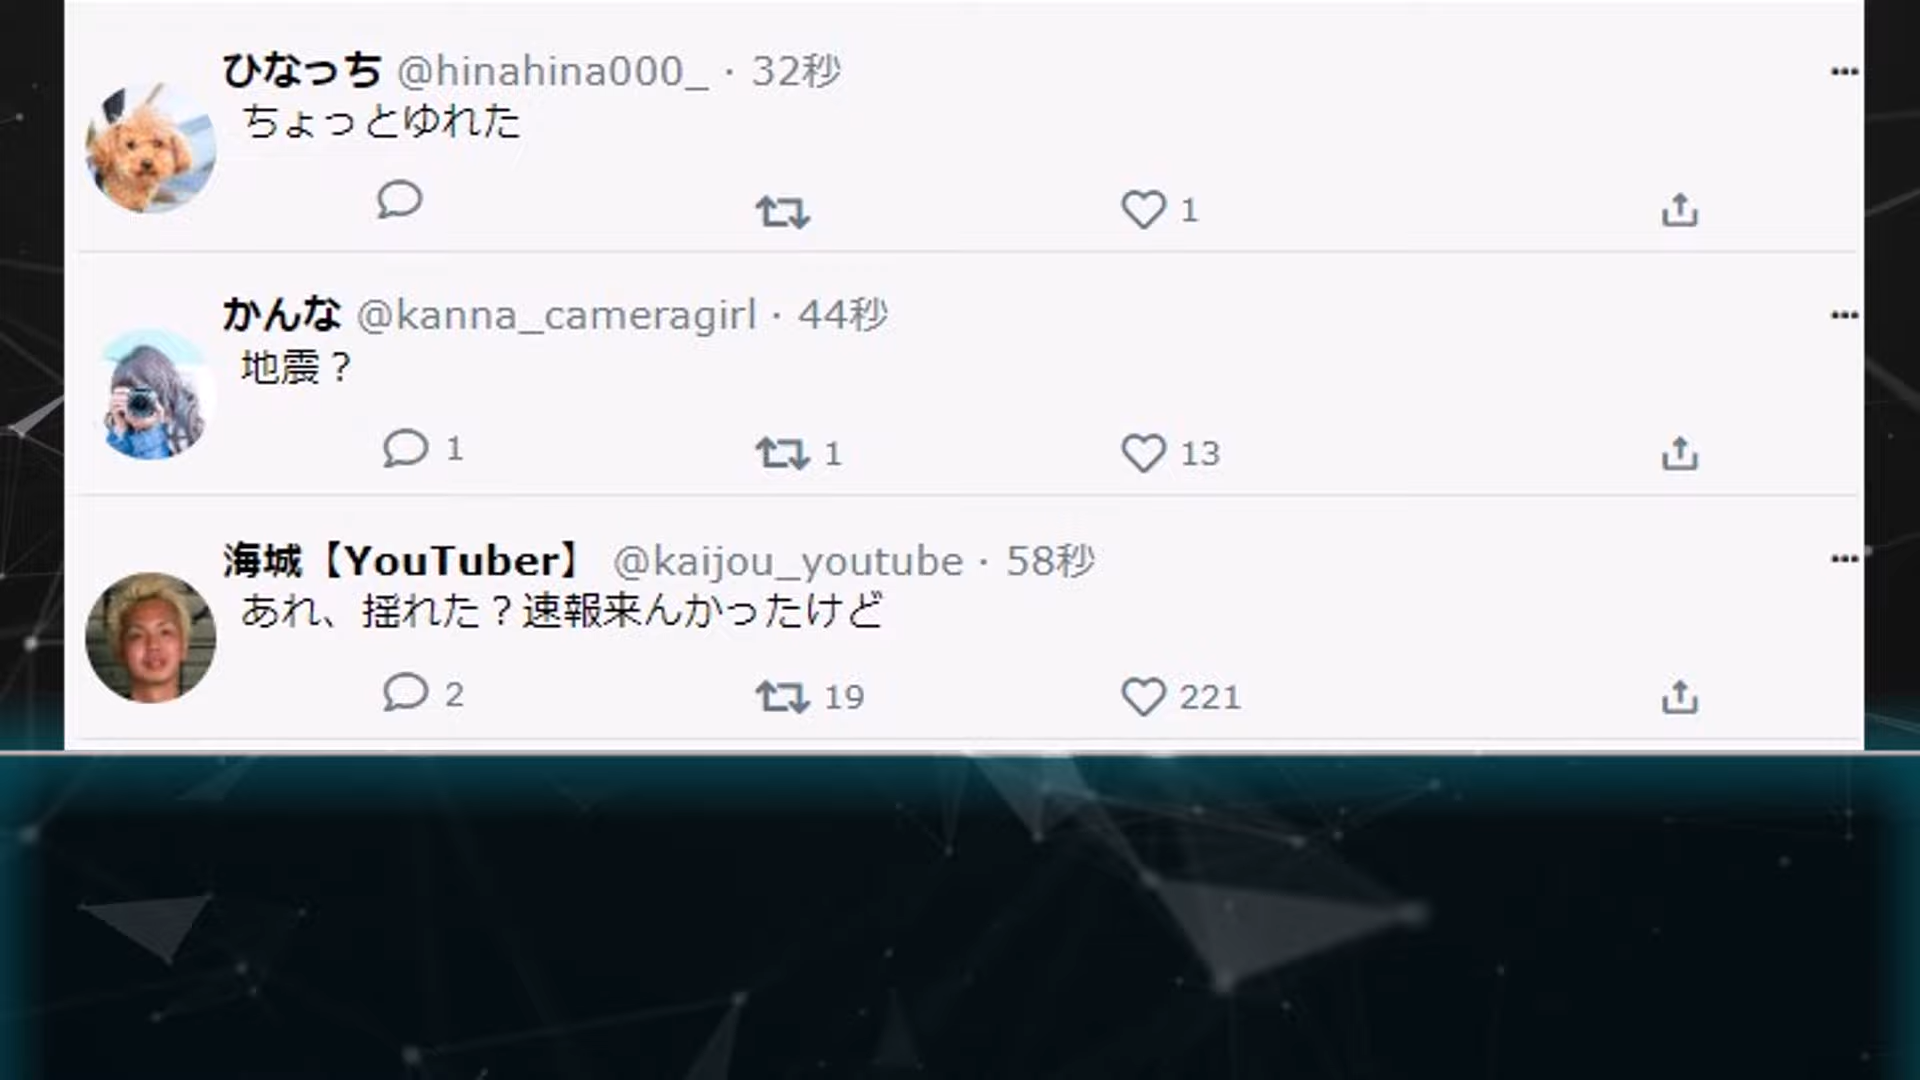 ひなっち @hinahina000_ · 32秒
ちょっとゆれた
1
かんな @kanna_cameragirl · 44秒
地震？
1 1 13
海城【YouTuber】 @kaijou_youtube · 58秒
あれ、揺れた？速報来んかったけど
2 19 221